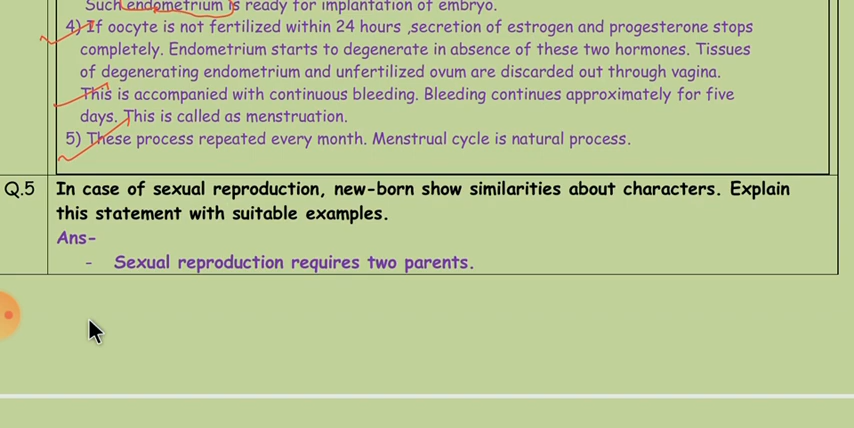 Such endometrium is ready for implantation of embryo.
4) If oocyte is not fertilized within 24 hours ,secretion of estrogen and progesterone stops
completely. Endometrium starts to degenerate in absence of these two hormones. Tissues
of degenerating endometrium and unfertilized ovum are discarded out through vagina.
This is accompanied with continuous bleeding. Bleeding continues approximately for five
days. This is called as menstruation.
5) These process repeated every month. Menstrual cycle is natural process.
Q.5 In case of sexual reproduction, new-born show similarities about characters. Explain
this statement with suitable examples.
Ans-
- Sexual reproduction requires two parents.